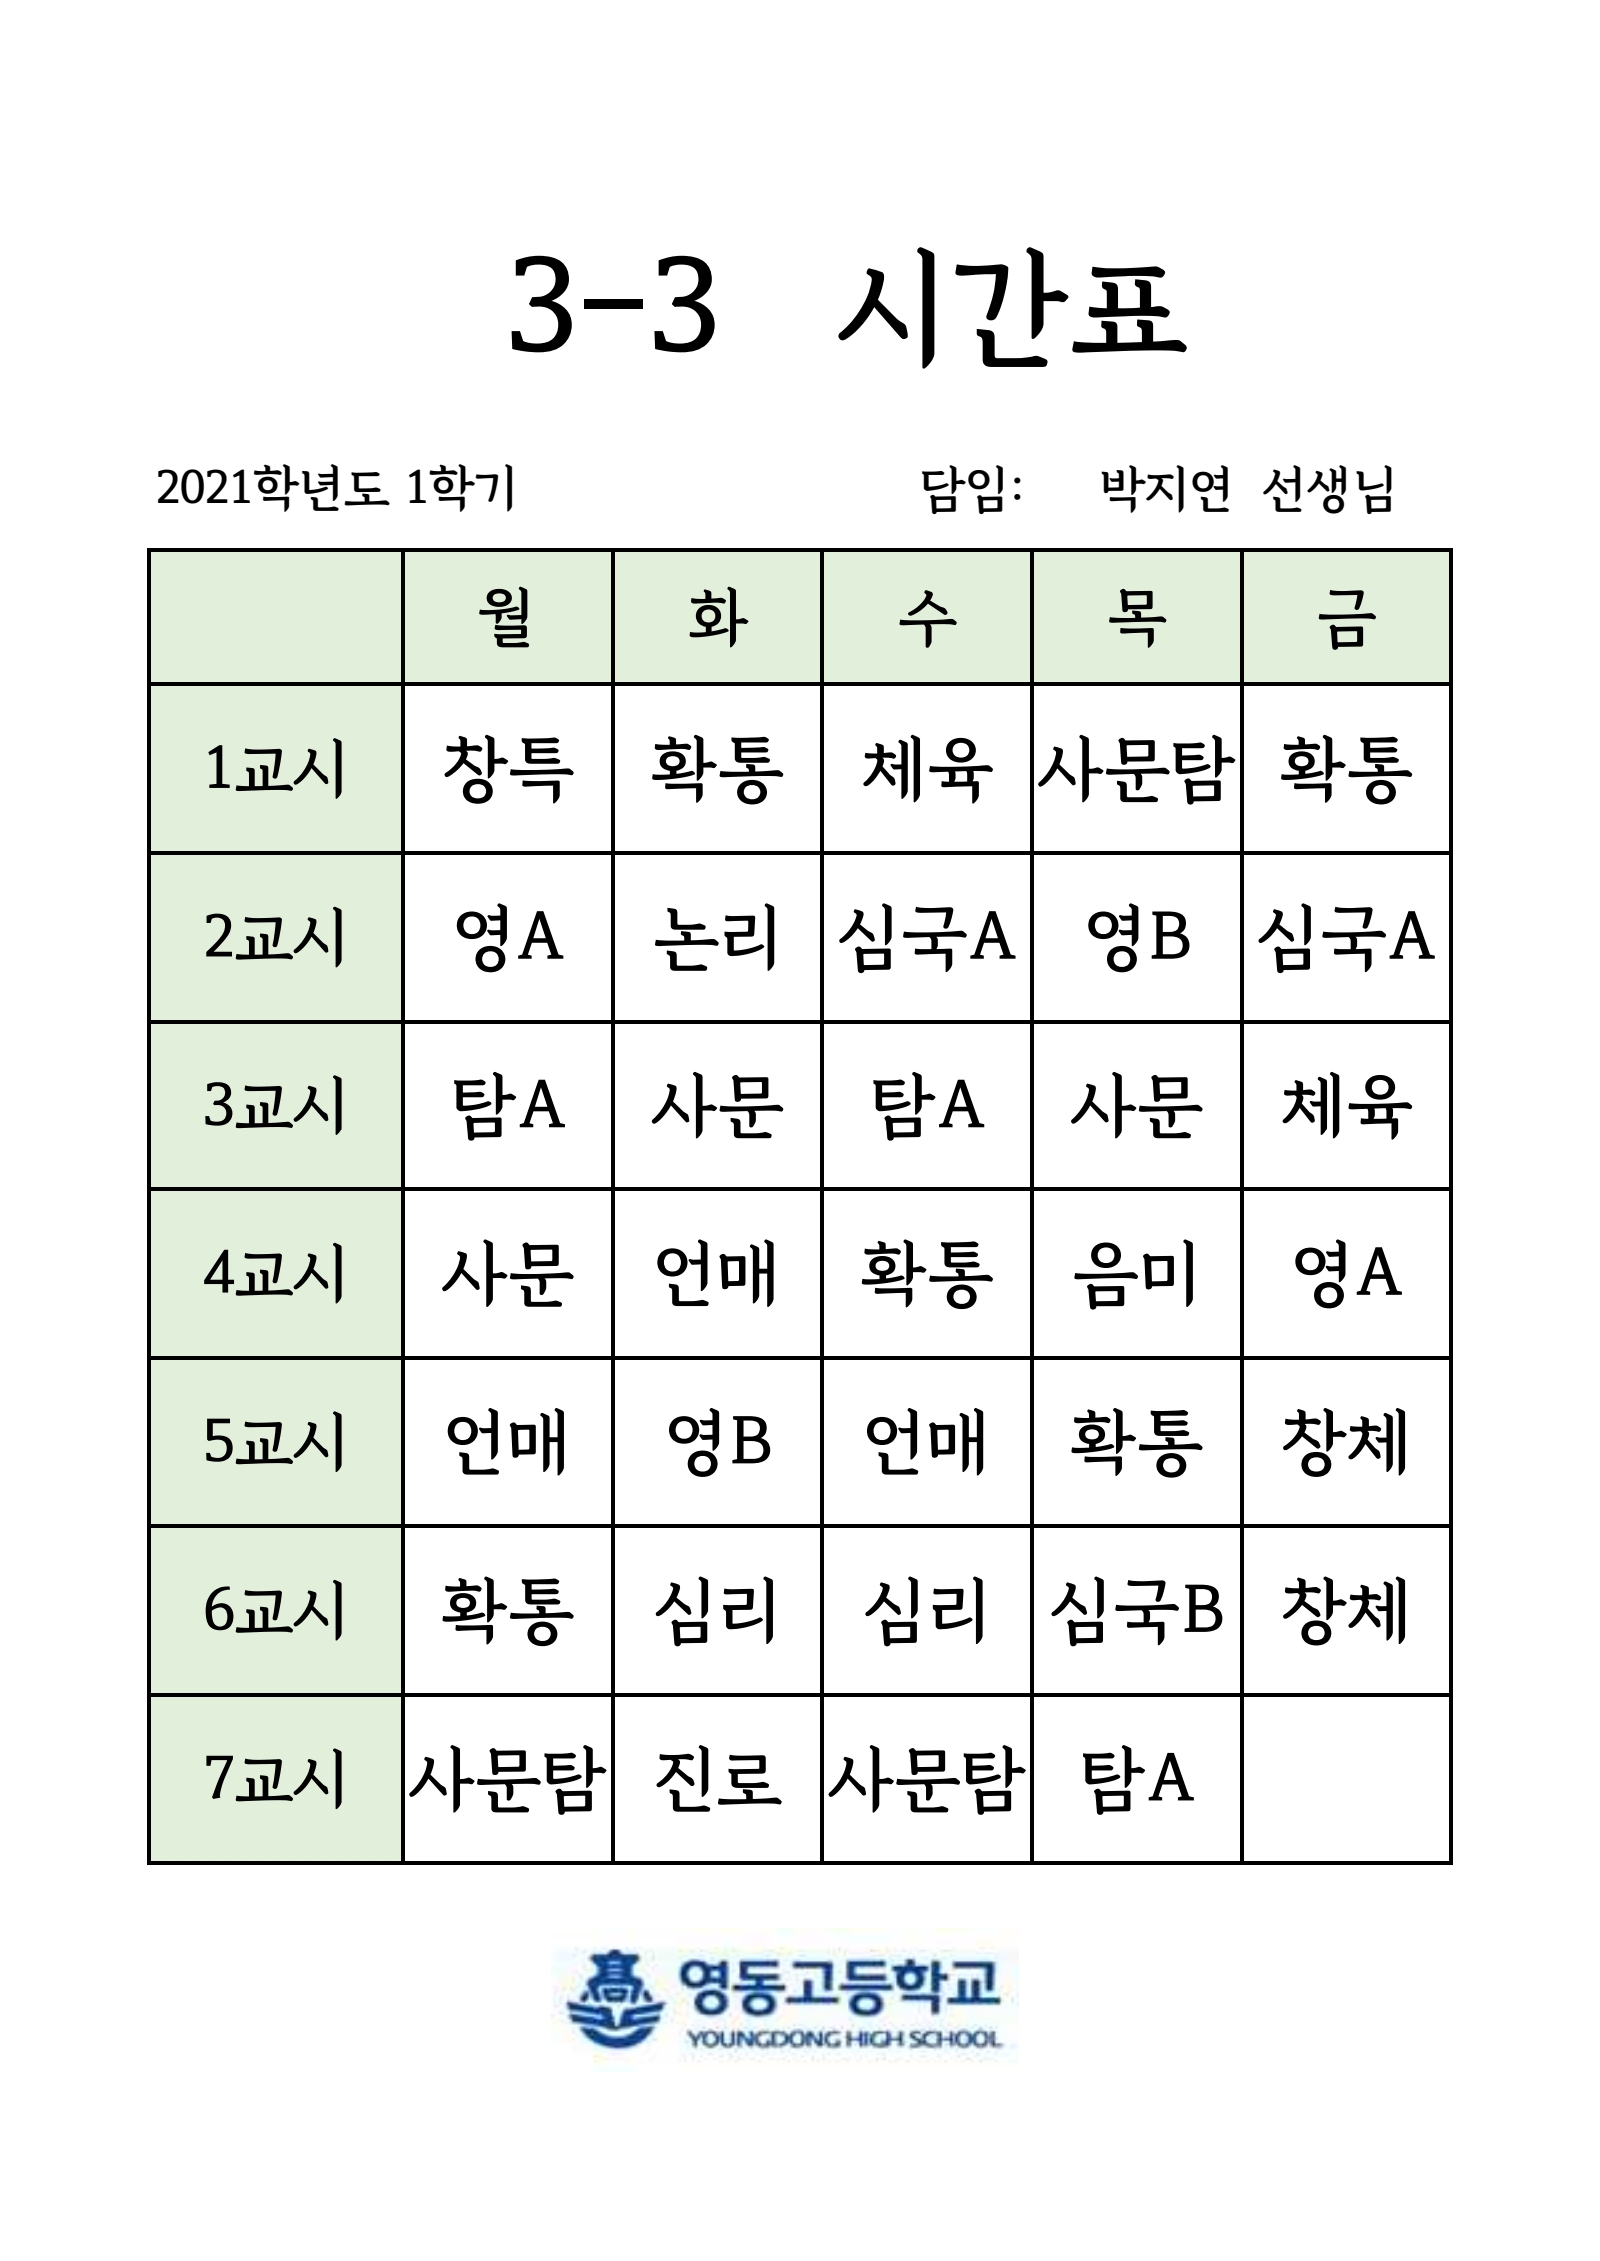 3-3 시간표
2021학년도 1학기 담임: 박지연 선생님
월 화 수 목 금
1교시 창특 확통 체육 사문탐 확통
2교시 영A 논리 심국A 영B 심국A
3교시 탐A 사문 탐A 사문 체육
4교시 사문 언매 확통 음미 영A
5교시 언매 영B 언매 확통 창체
6교시 확통 심리 심리 심국B 창체
7교시 사문탐 진로 사문탐 탐A
高
영동고등학교
YOUNGDONG HIGH SCHOOL